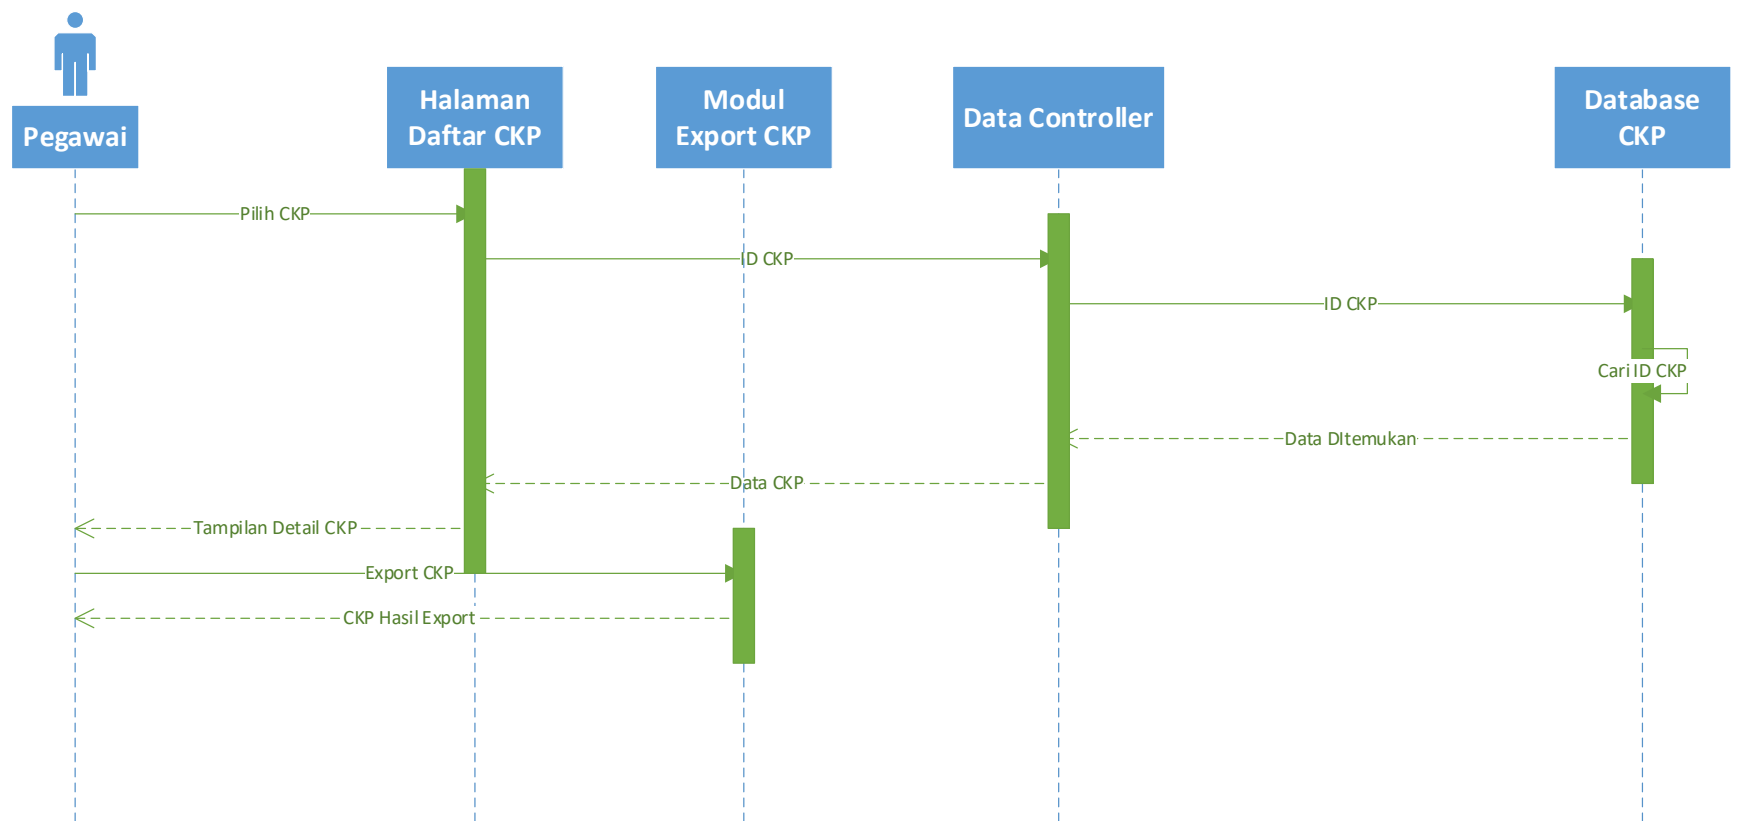 Pegawai
Halaman
Daftar CKP
Modul
Export CKP
Data Controller
Database
CKP
Pilih CKP
ID CKP
ID CKP
Cari ID CKP
Data DItemukan
Data CKP
Tampilan Detail CKP
Export CKP
CKP Hasil Export